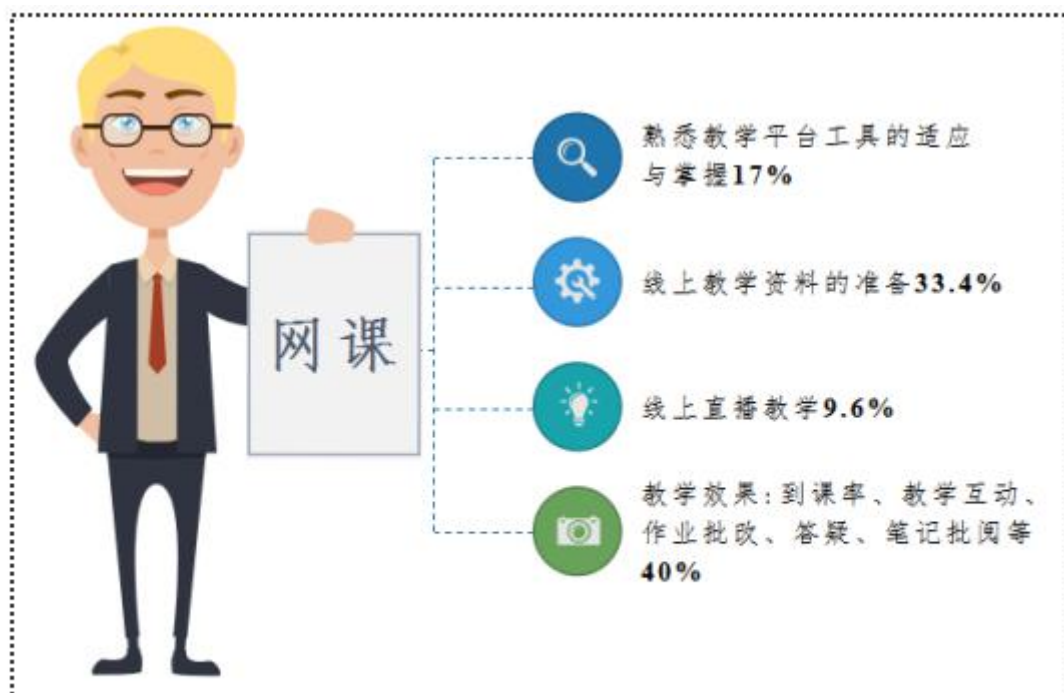 网课
熟悉教学平台工具的适应
与掌握17%
线上教学资料的准备33.4%
线上直播教学9.6%
教学效果:到课率、教学互动、
作业批改、答疑、笔记批阅等
40%